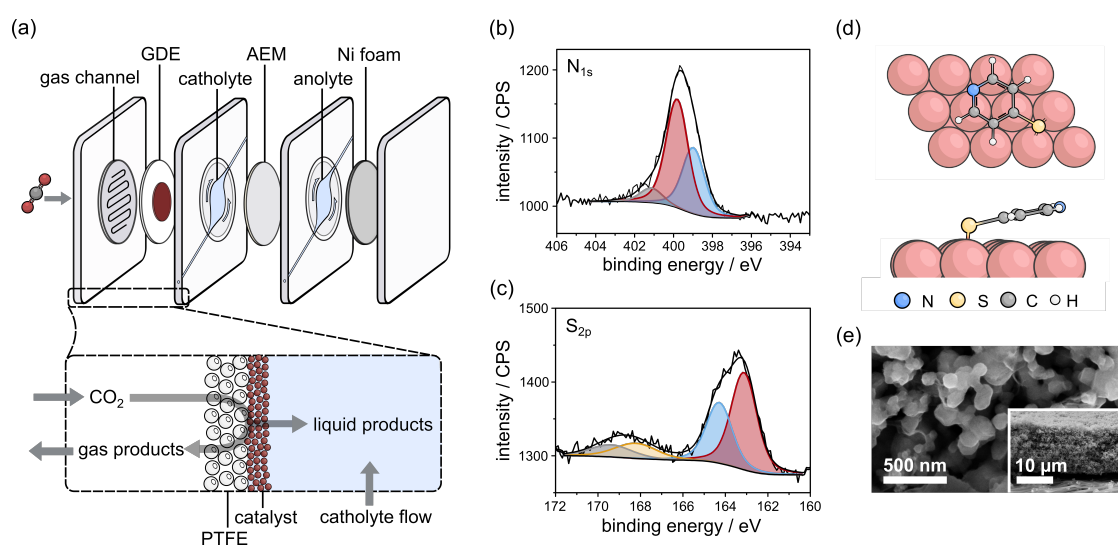 (a)
GDE
AEM
Ni foam
gas channel
catholyte
anolyte
CO2
gas products
liquid products
catalyst
catholyte flow
PTFE
(b)
N1s
1200
1100
1000
intensity / CPS
406 404 402 400 398 396 394
binding energy / eV
(c)
S2p
1500
1400
1300
intensity / CPS
172 170 168 166 164 162 160
binding energy / eV
(d)
N S C H
(e)
500 nm
10 µm